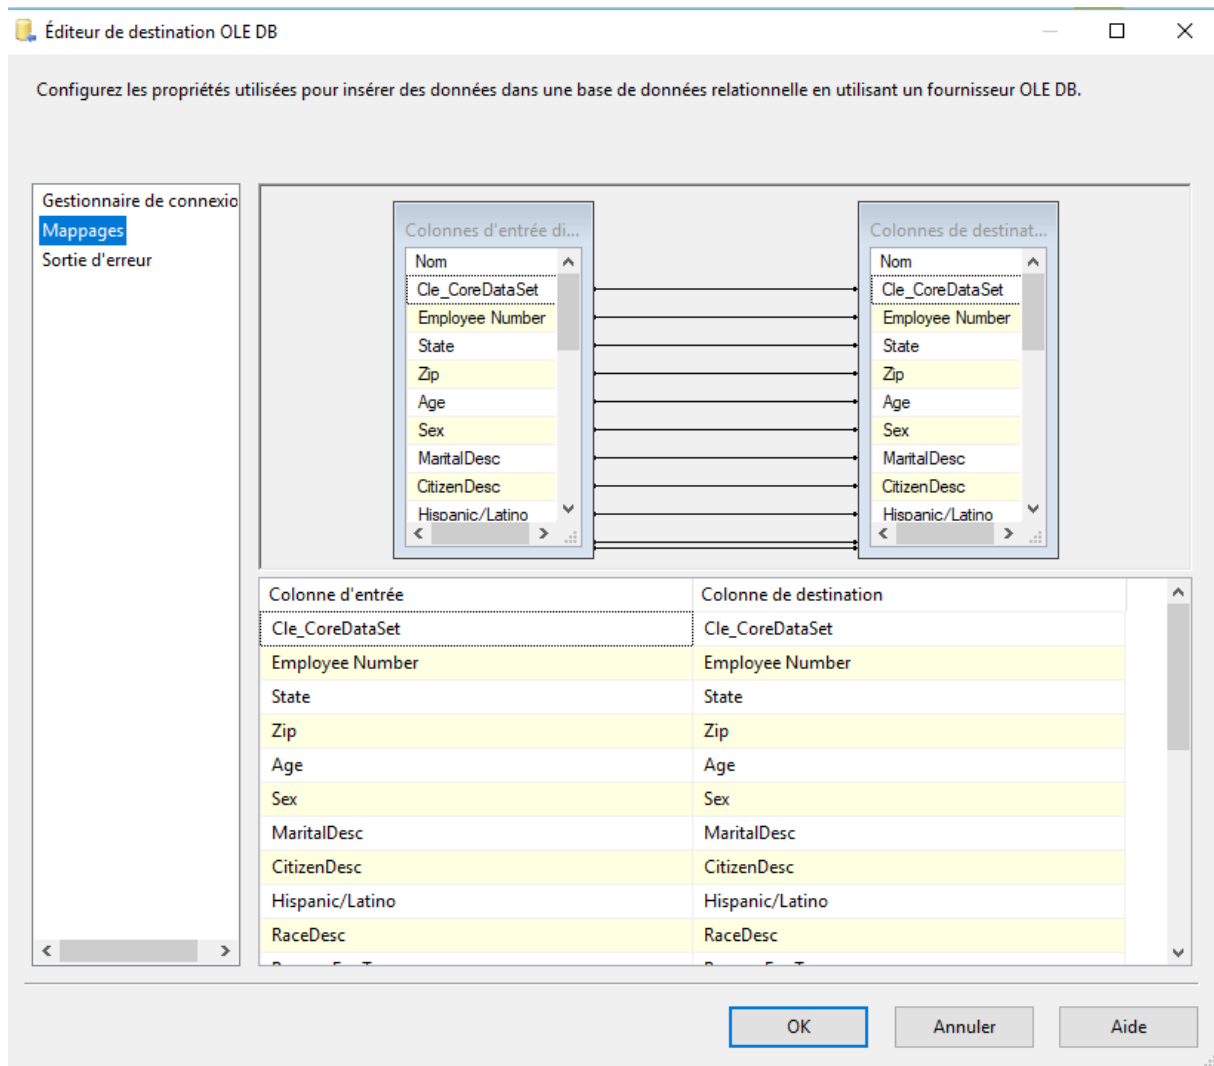 Éditeur de destination OLE DB
Configurez les propriétés utilisées pour insérer des données dans une base de données relationnelle en utilisant un fournisseur OLE DB.
Gestionnaire de connexio
Mappages
Sortie d'erreur
Colonnes d'entrée di...
Nom
Cle_CoreDataSet
Employee Number
State
Zip
Age
Sex
MaritalDesc
CitizenDesc
Hispanic/Latino
Colonnes de destinat...
Nom
Cle_CoreDataSet
Employee Number
State
Zip
Age
Sex
MaritalDesc
CitizenDesc
Hispanic/Latino
Colonne d'entrée Colonne de destination
Cle_CoreDataSet Cle_CoreDataSet
Employee Number Employee Number
State State
Zip Zip
Age Age
Sex Sex
MaritalDesc MaritalDesc
CitizenDesc CitizenDesc
Hispanic/Latino Hispanic/Latino
RaceDesc RaceDesc
OK Annuler Aide